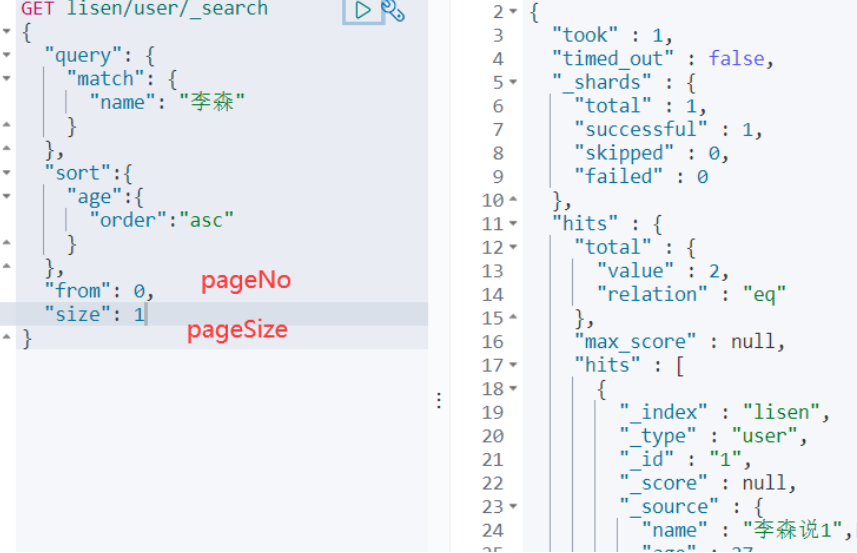 GET lisen/user/_search
{
"query": {
"match": {
"name": "李森"
}
},
"sort":{
"age":{
"order":"asc"
}
},
"from": 0,
pageNo
"size": 1
pageSize
}
2 {
3 "took" : 1,
4 "timed_out" : false,
5 "_shards" : {
6 "total" : 1,
7 "successful" : 1,
8 "skipped" : 0,
9 "failed" : 0
10 },
11 "hits" : {
12 "total" : {
13 "value" : 2,
14 "relation" : "eq"
15 },
16 "max_score" : null,
17 "hits" : [
18 {
19 "_index" : "lisen",
20 "_type" : "user",
21 "_id" : "1",
22 "_score" : null,
23 "_source" : {
24 "name" : "李森说1",
25 "age" : 27